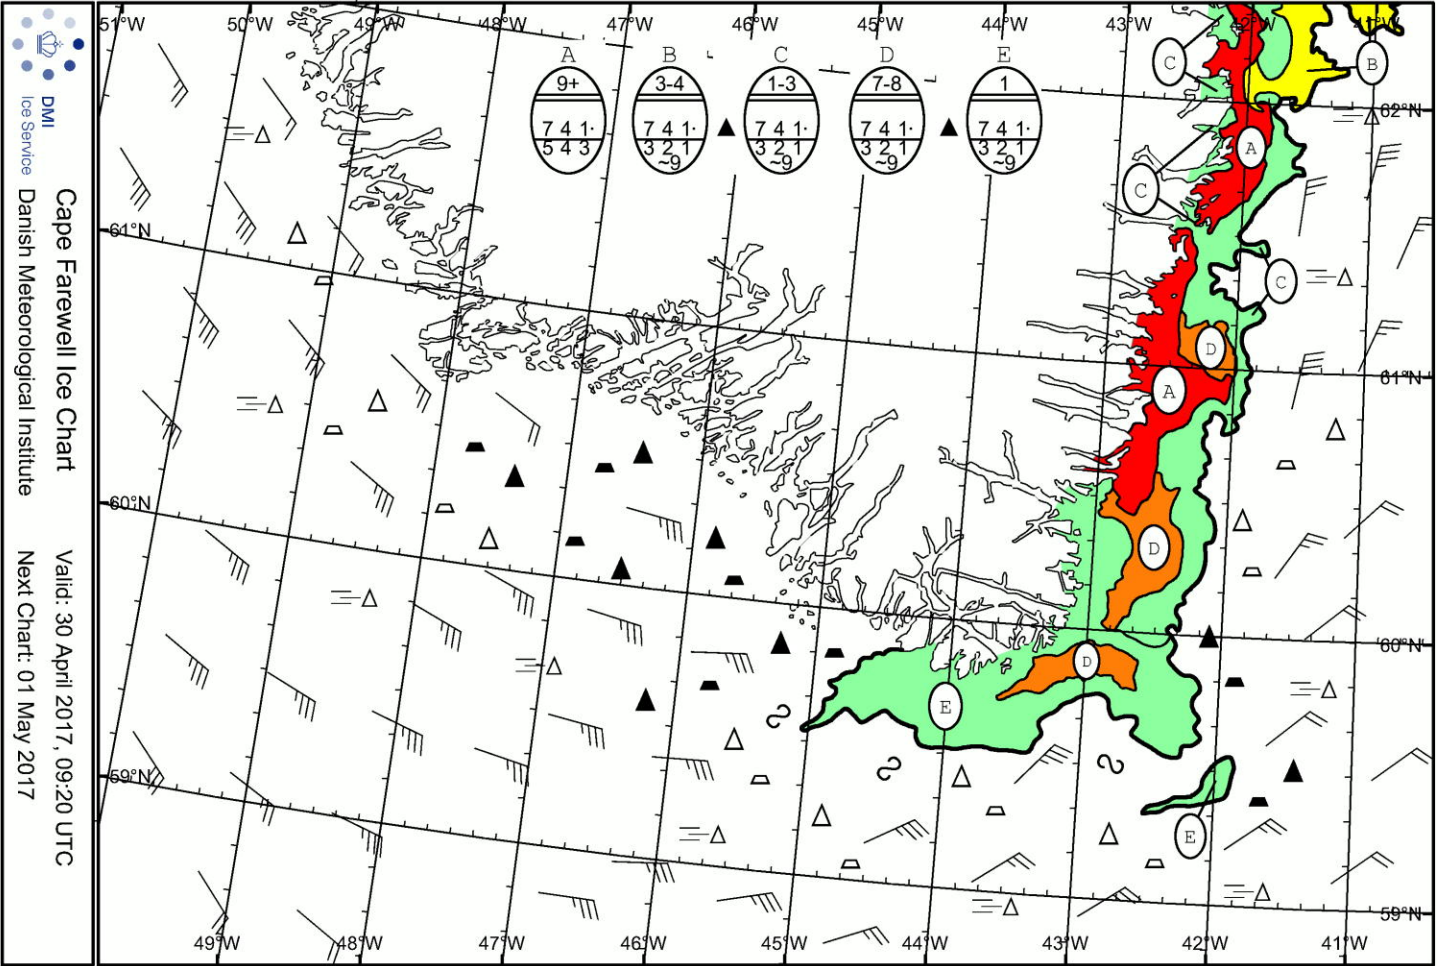 DMI
Ice Service
Cape Farewell Ice Chart
Danish Meteorological Institute
Valid: 30 April 2017, 09:20 UTC
Next Chart: 01 May 2017
51°W 50°W 49°W 48°W 47°W 46°W 45°W 44°W 43°W 42°W 41°W
A B C D E
9+ 3-4 1-3 7-8 1
7 4 1· 7 4 1· 7 4 1· 7 4 1· 7 4 1·
5 4 3 3 2 1 3 2 1 3 2 1 3 2 1
~9 ~9 ~9 ~9
C B
62°N
A
C
61°N
C
D
61°N
A
60°N
D
60°N
D
E
59°N
E
59°N
49°W 48°W 47°W 46°W 45°W 44°W 43°W 42°W 41°W